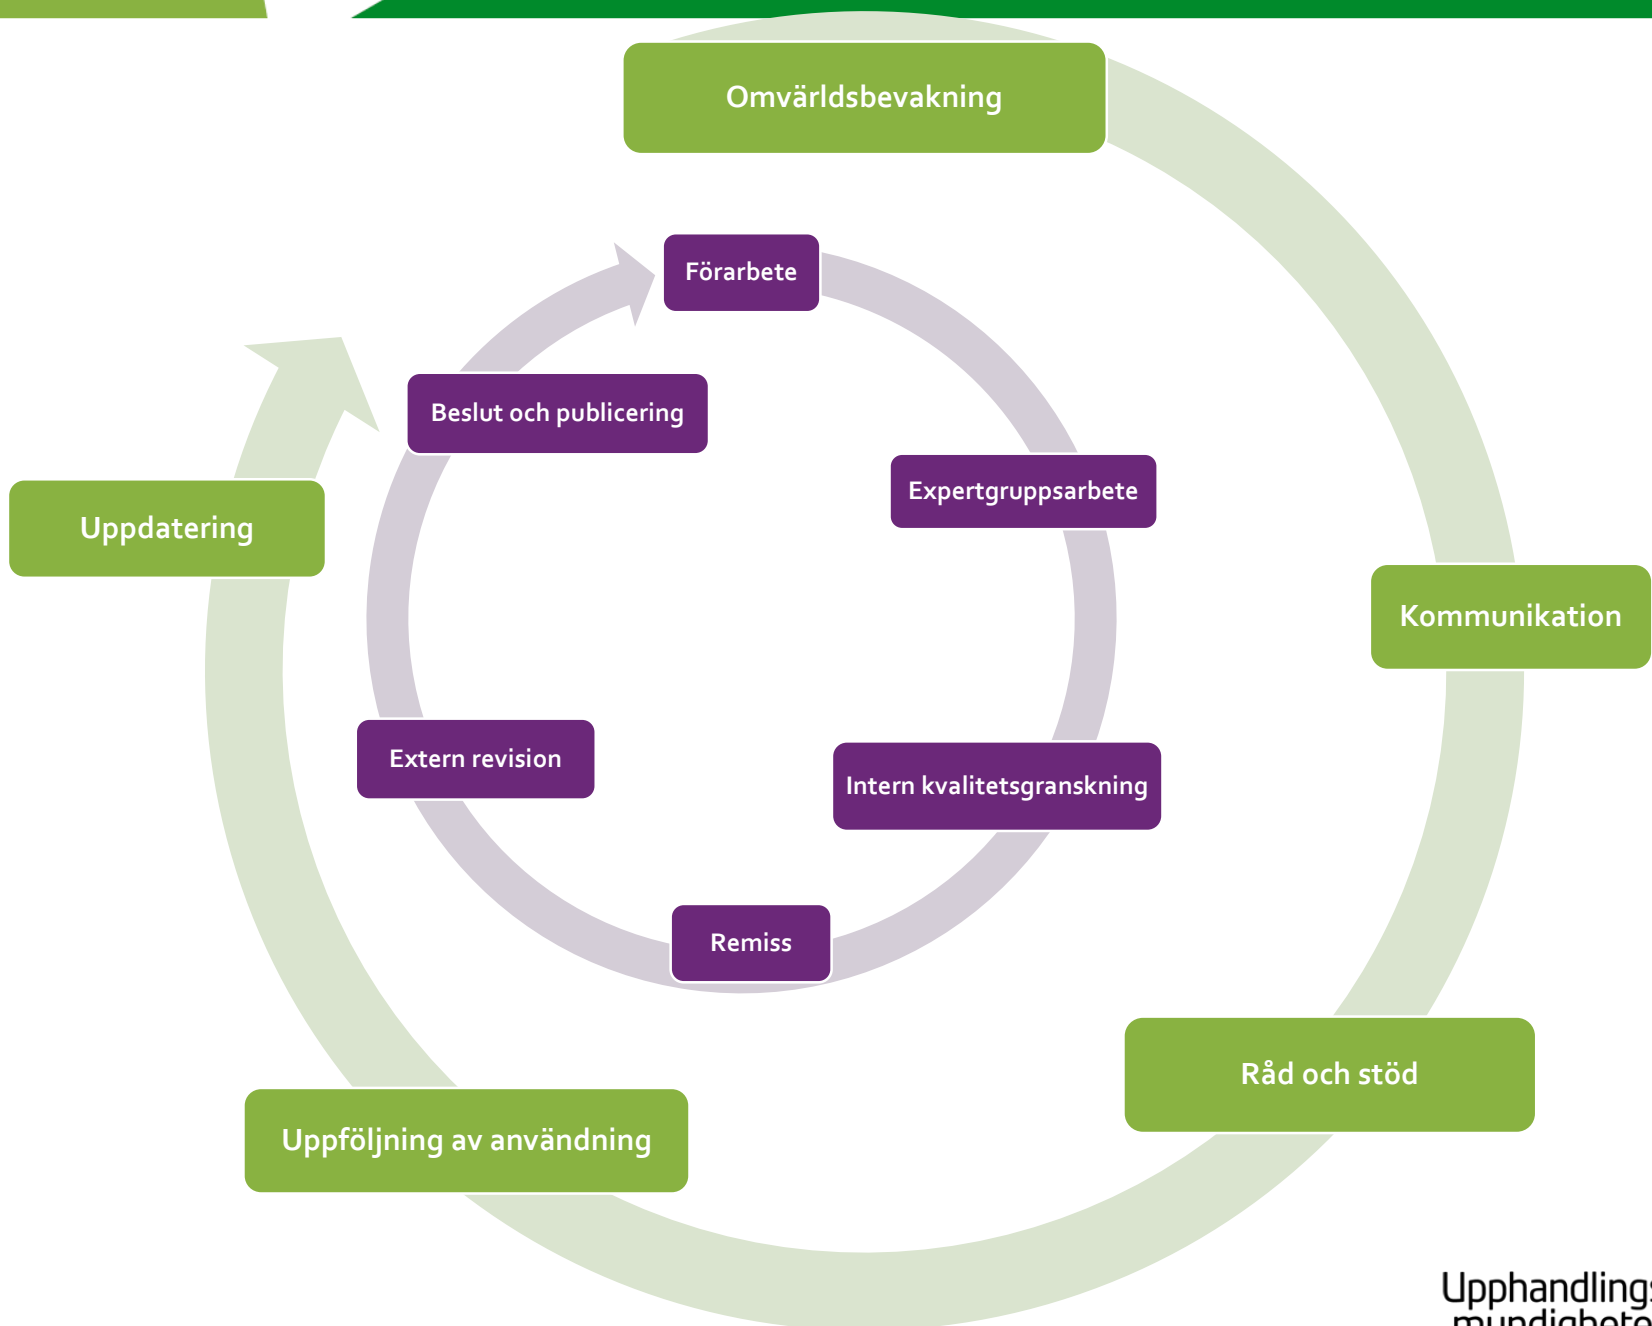 Omvärldsbevakning
Förarbete
Beslut och publicering
Expertgruppsarbete
Uppdatering
Kommunikation
Extern revision
Intern kvalitetsgranskning
Remiss
Råd och stöd
Uppföljning av användning